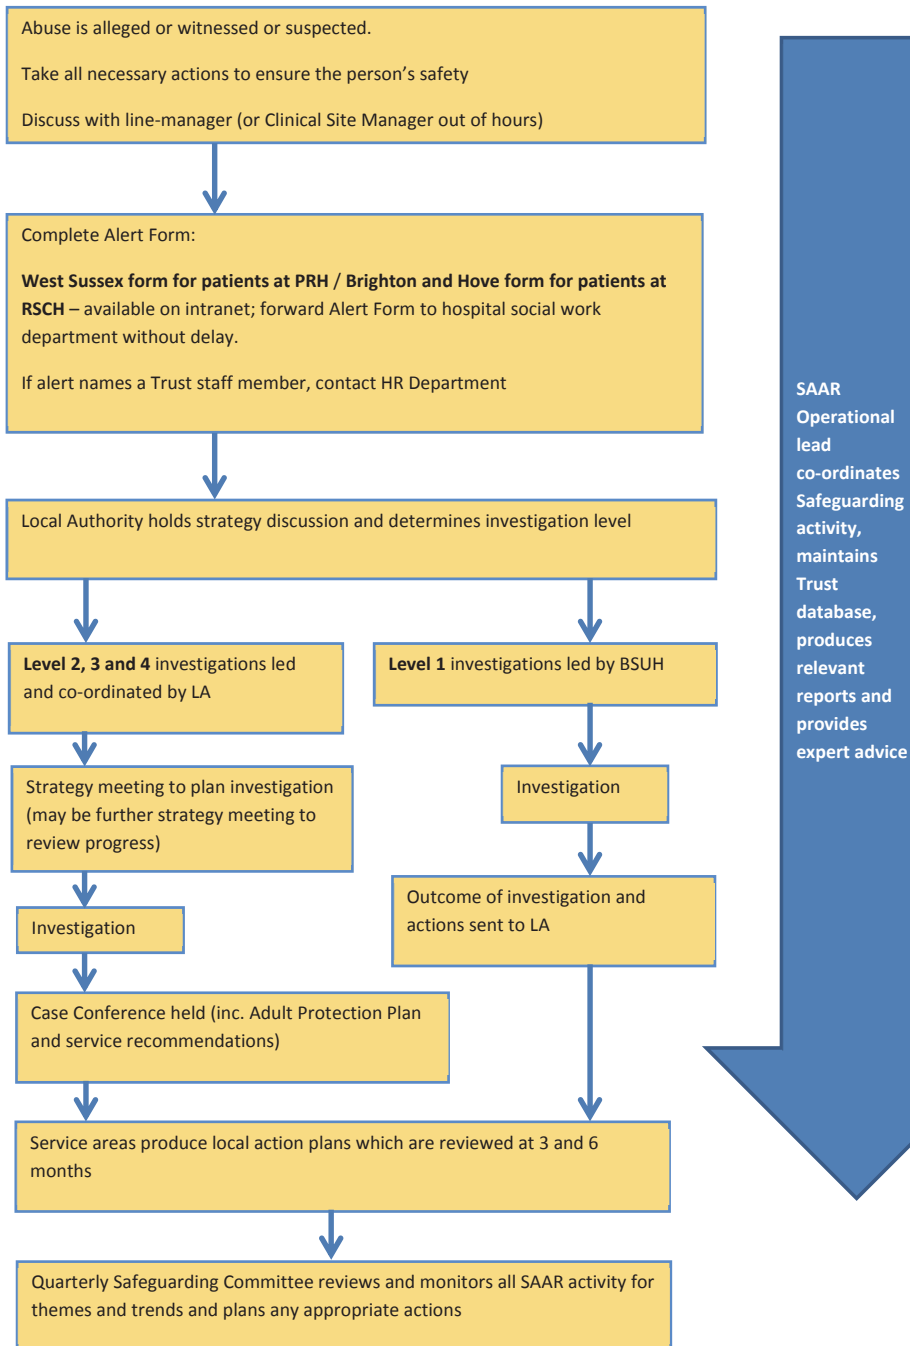 Abuse is alleged or witnessed or suspected.
Take all necessary actions to ensure the person's safety
Discuss with line-manager (or Clinical Site Manager out of hours)
Complete Alert Form:
West Sussex form for patients at PRH / Brighton and Hove form for patients at
RSCH – available on intranet; forward Alert Form to hospital social work
department without delay.
If alert names a Trust staff member, contact HR Department
Local Authority holds strategy discussion and determines investigation level
Level 2, 3 and 4 investigations led
and co-ordinated by LA
Strategy meeting to plan investigation
(may be further strategy meeting to
review progress)
Investigation
Case Conference held (inc. Adult Protection Plan
and service recommendations)
Level 1 investigations led by BSUH
Investigation
Outcome of investigation and
actions sent to LA
Service areas produce local action plans which are reviewed at 3 and 6
months
Quarterly Safeguarding Committee reviews and monitors all SAAR activity for
themes and trends and plans any appropriate actions
SAAR
Operational
lead
co-ordinates
Safeguarding
activity,
maintains
Trust
database,
produces
relevant
reports and
provides
expert advice